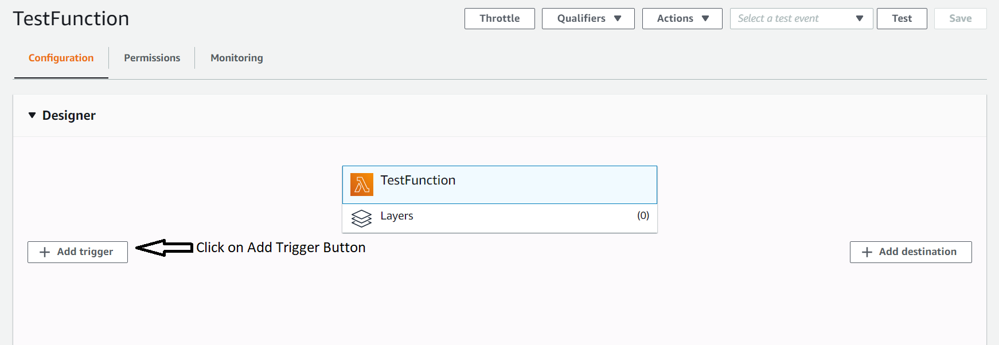 TestFunction
Throttle
Qualifiers
Actions
Select a test event
Test
Save
Configuration
Permissions
Monitoring
Designer
TestFunction
Layers
(0)
Add trigger
Click on Add Trigger Button
Add destination